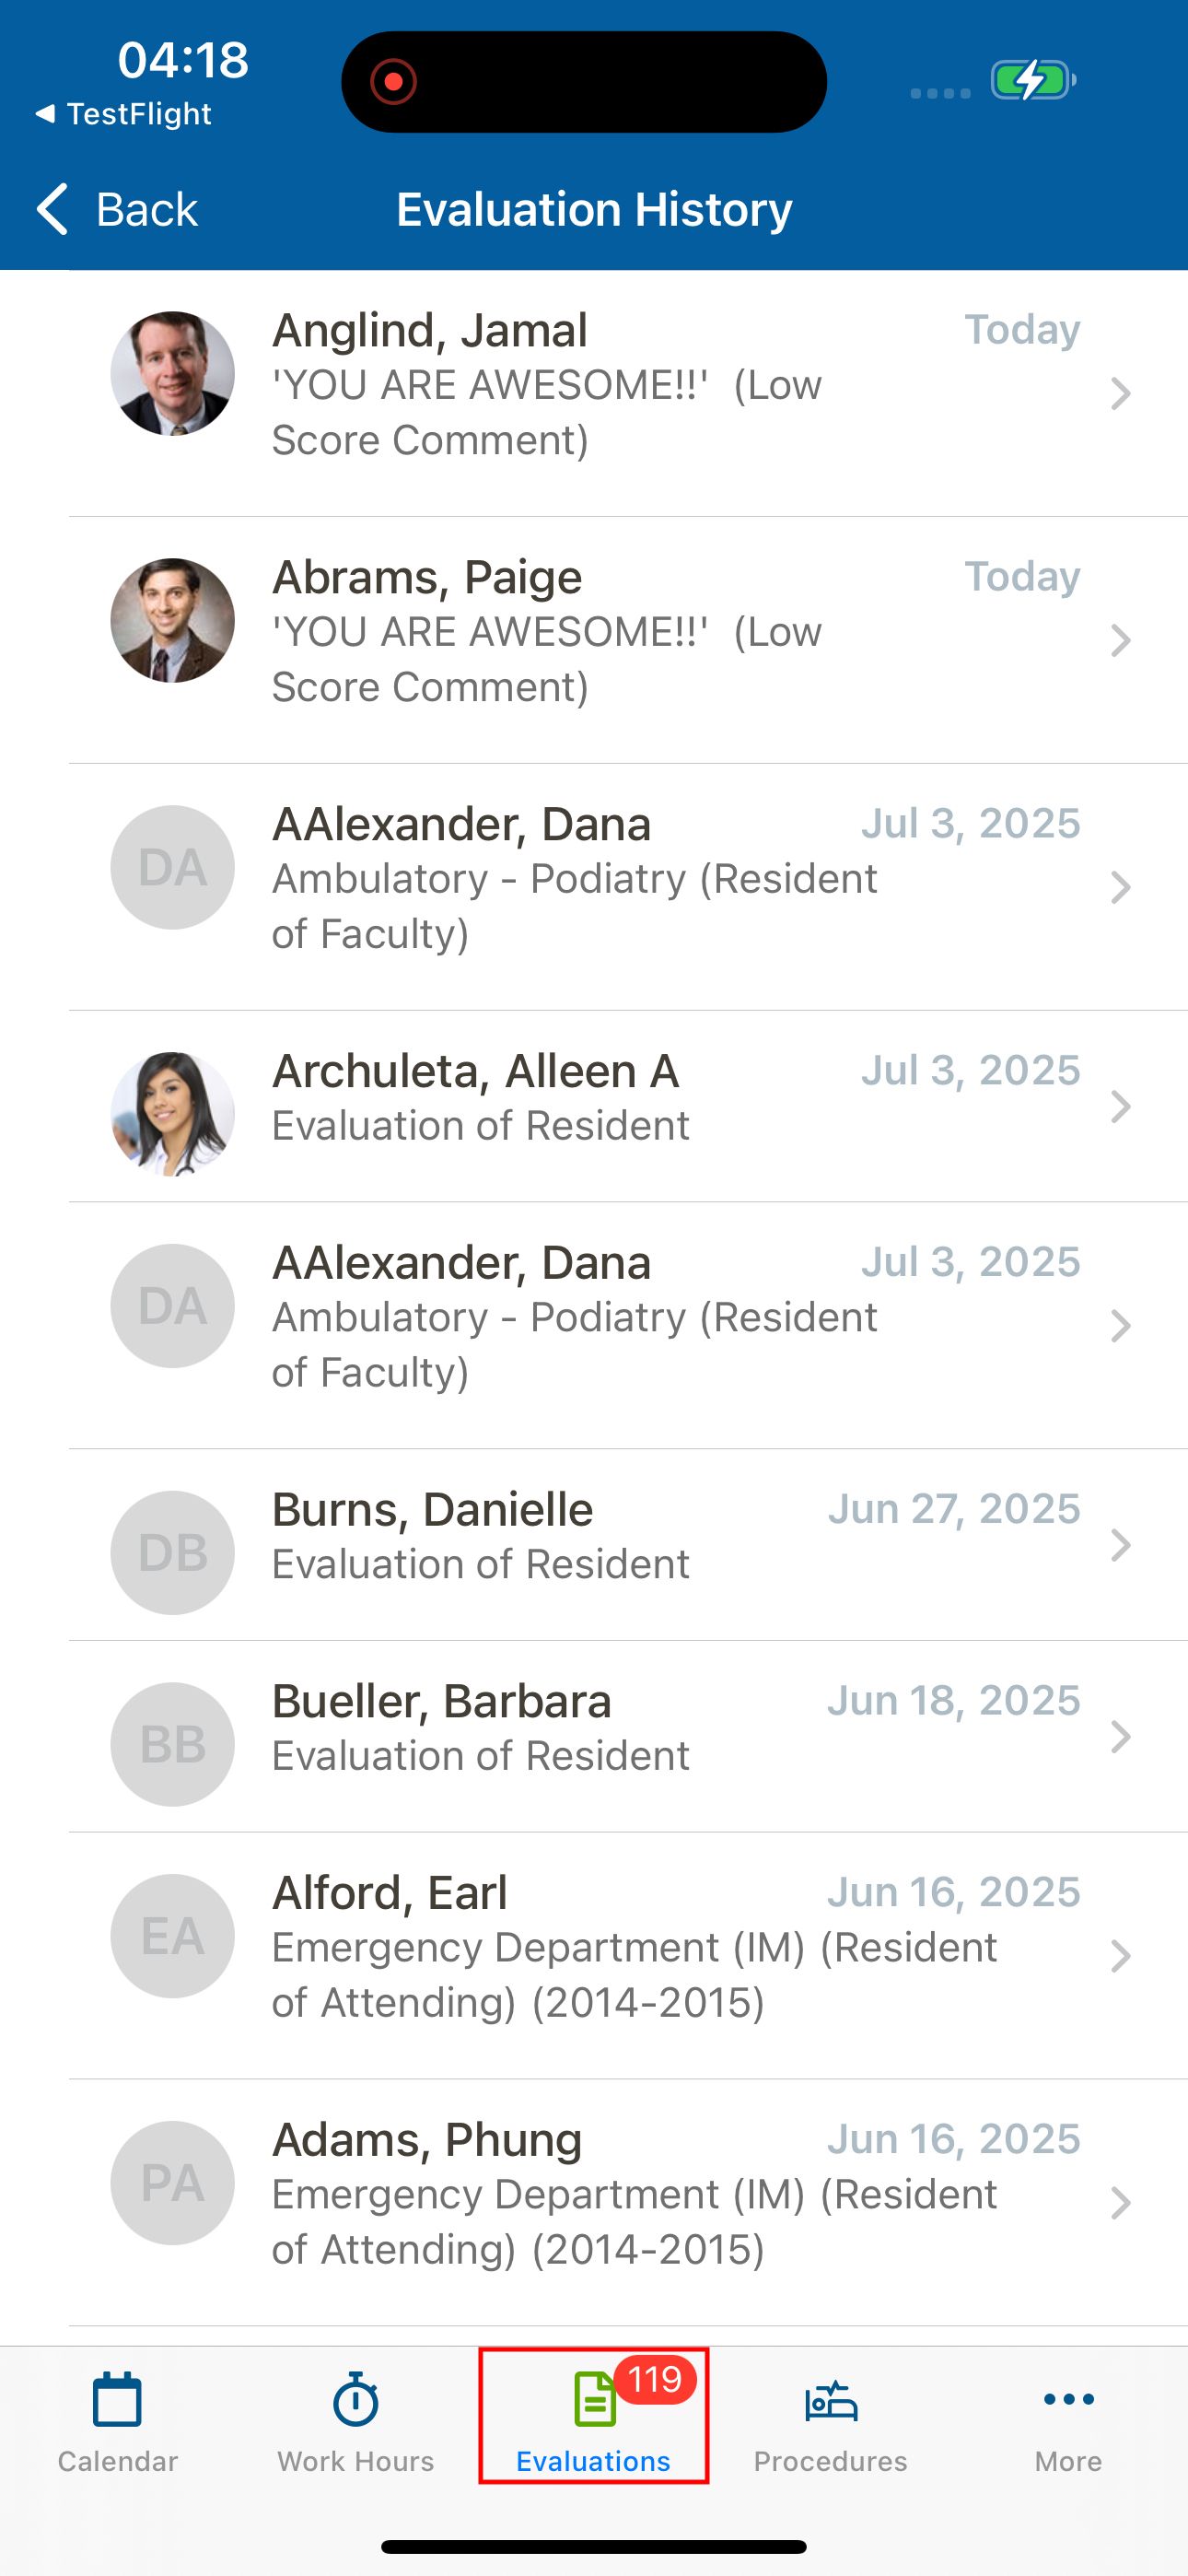 04:18
◀ TestFlight
Back
Evaluation History
Anglind, Jamal
Today
'YOU ARE AWESOME!!'  (Low
Score Comment)
Abrams, Paige
Today
'YOU ARE AWESOME!!'  (Low
Score Comment)
DA
AAlexander, Dana
Jul 3, 2025
Ambulatory - Podiatry (Resident
of Faculty)
Archuleta, Alleen A
Jul 3, 2025
Evaluation of Resident
DA
AAlexander, Dana
Jul 3, 2025
Ambulatory - Podiatry (Resident
of Faculty)
DB
Burns, Danielle
Jun 27, 2025
Evaluation of Resident
BB
Bueller, Barbara
Jun 18, 2025
Evaluation of Resident
EA
Alford, Earl
Jun 16, 2025
Emergency Department (IM) (Resident
of Attending) (2014-2015)
PA
Adams, Phung
Jun 16, 2025
Emergency Department (IM) (Resident
of Attending) (2014-2015)
119
Calendar
Work Hours
Evaluations
Procedures
More